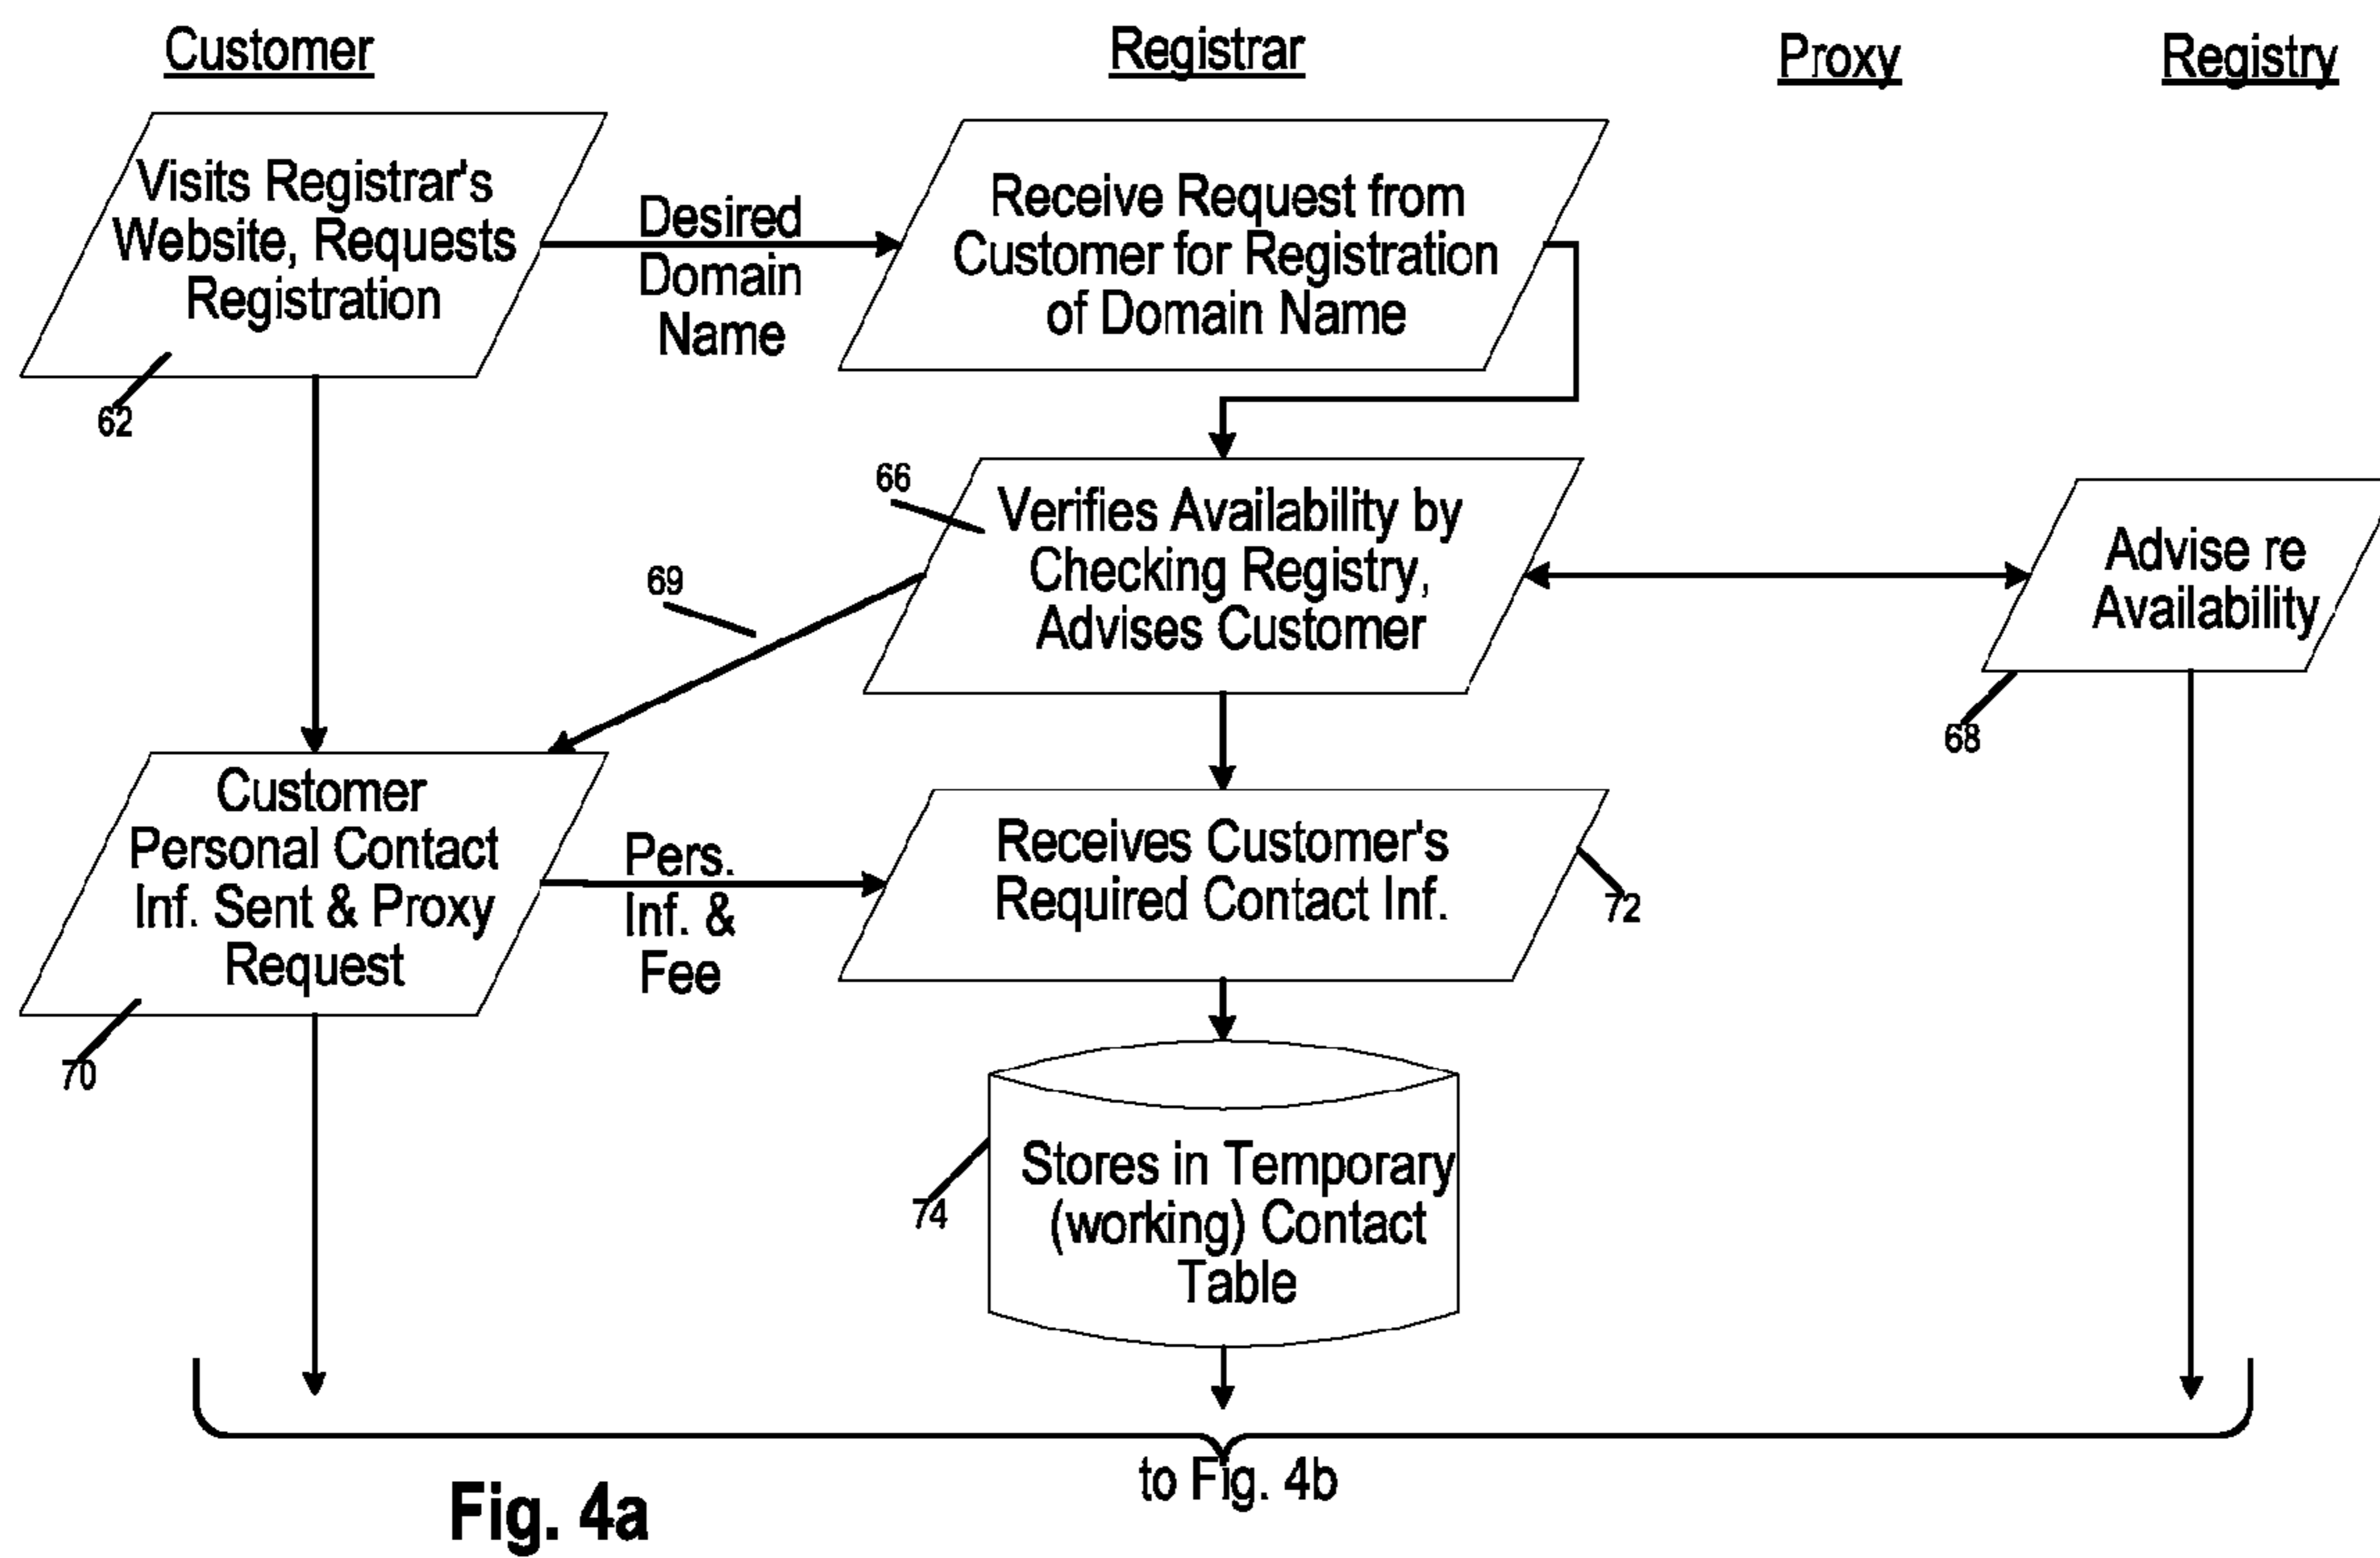 Customer
Registrar
Proxy
Registry
Visits Registrar's
Website, Requests
Registration
62
Desired
Domain
Name
Receive Request from
Customer for Registration
of Domain Name
66
Verifies Availability by
Checking Registry,
Advises Customer
69
Advise re
Availability
68
Customer
Personal Contact
Inf. Sent & Proxy
Request
70
Pers.
Inf. &
Fee
Receives Customer's
Required Contact Inf.
72
74
Stores in Temporary
(working) Contact
Table
to Fig. 4b
Fig. 4a